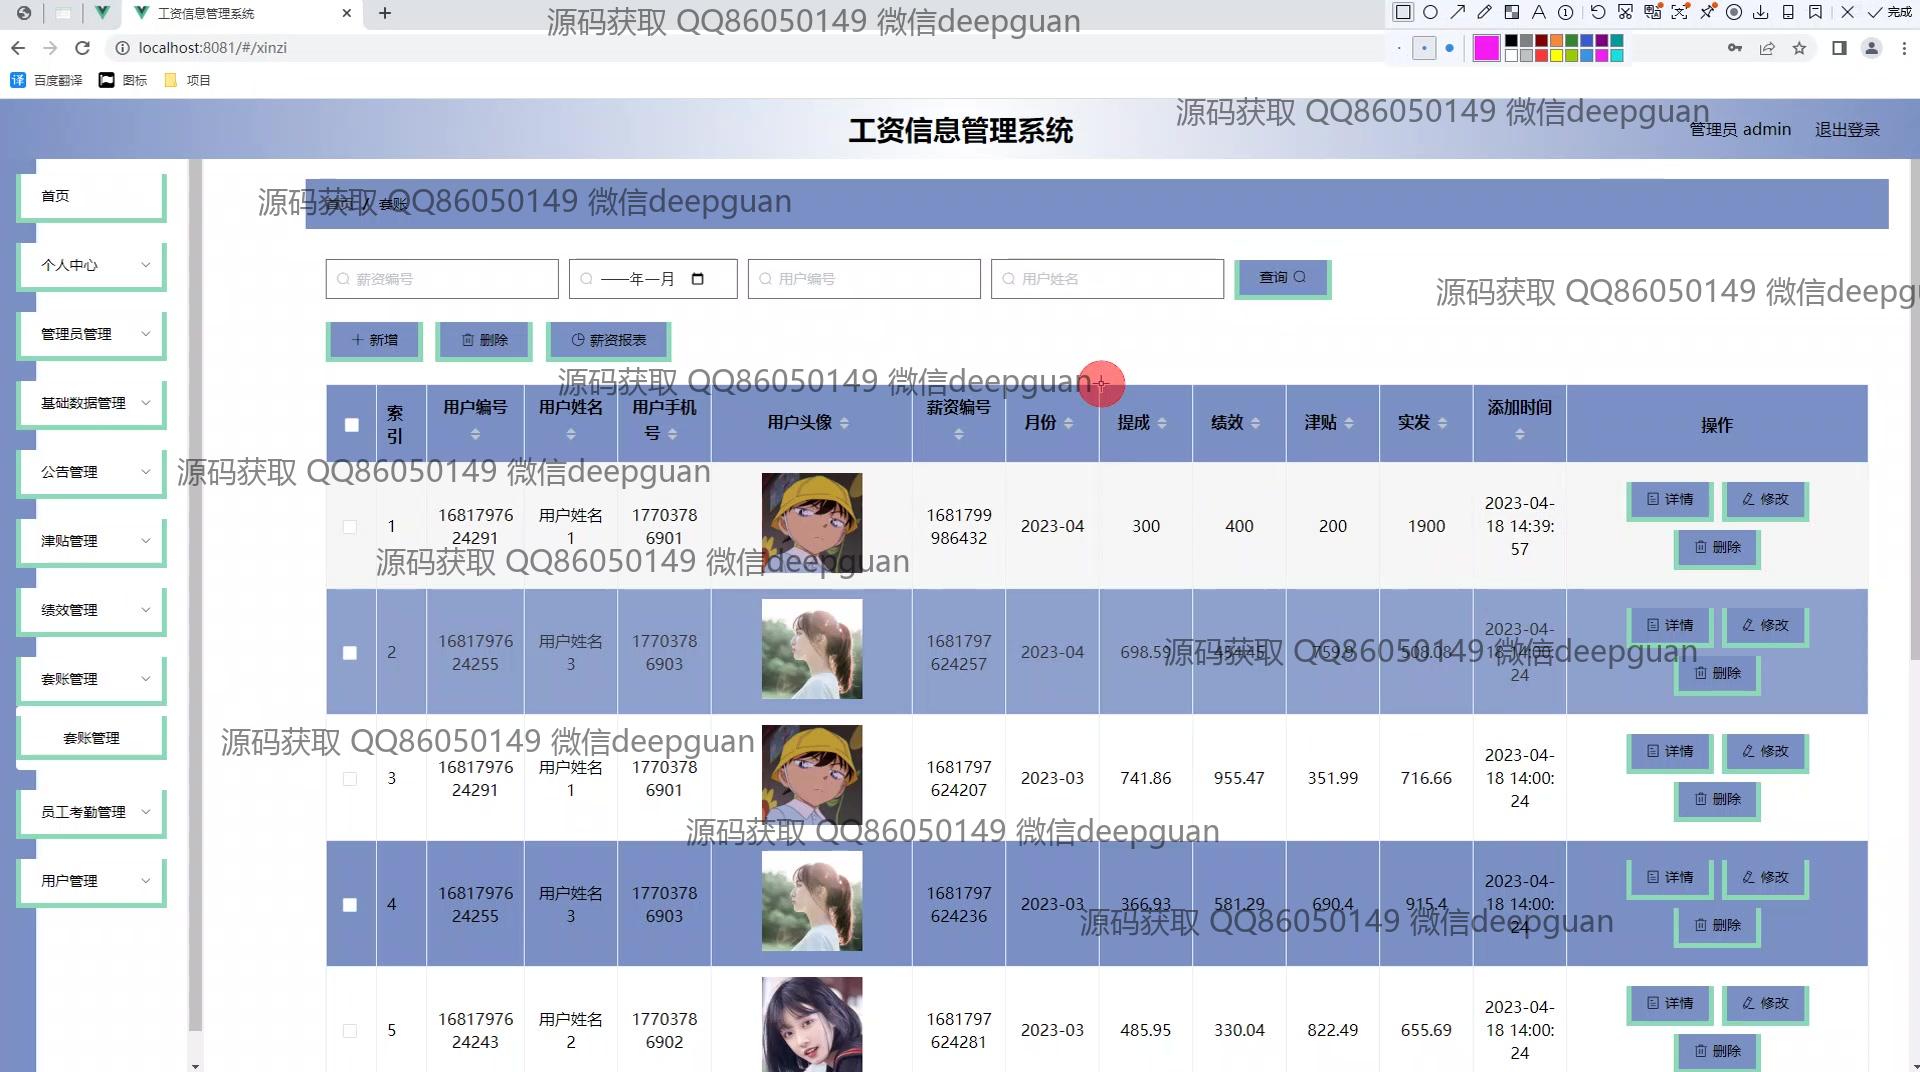 工资信息管理系统
源码获取 QQ86050149 微信deepguan
完成
localhost:8081/#/xinzi
百度翻译 图标 项目
工资信息管理系统
源码获取 QQ86050149 微信deepguan
管理员 admin 退出登录
首页
源码获取 QQ86050149 微信deepguan
首页 / 套账
个人中心
薪资编号 ——年—月 用户编号 用户姓名 查询
源码获取 QQ86050149 微信deepg
管理员管理
新增 删除 薪资报表
源码获取 QQ86050149 微信deepguan
基础数据管理
索引 用户编号 用户姓名 用户手机号 用户头像 薪资编号 月份 提成 绩效 津贴 实发 添加时间 操作
公告管理
源码获取 QQ86050149 微信deepguan
1 1681797624291 用户姓名1 17703786901 1681799986432 2023-04 300 400 200 1900 2023-04-18 14:39:57 详情 修改 删除
津贴管理
源码获取 QQ86050149 微信deepguan
绩效管理
2 1681797624255 用户姓名3 17703786903 1681797624257 2023-04 698.59 508.08 24 详情 修改 删除
源码获取 QQ86050149 微信deepguan
套账管理
套账管理
源码获取 QQ86050149 微信deepguan
3 1681797624291 用户姓名1 17703786901 1681797624207 2023-03 741.86 955.47 351.99 716.66 2023-04-18 14:00:24 详情 修改 删除
员工考勤管理
源码获取 QQ86050149 微信deepguan
用户管理
4 1681797624255 用户姓名3 17703786903 1681797624236 2023-03 366.93 581.29 690.4 915.4 2023-04-18 14:00:24 详情 修改 删除
源码获取 QQ86050149 微信deepguan
5 1681797624243 用户姓名2 17703786902 1681797624281 2023-03 485.95 330.04 822.49 655.69 2023-04-18 14:00:24 详情 修改 删除